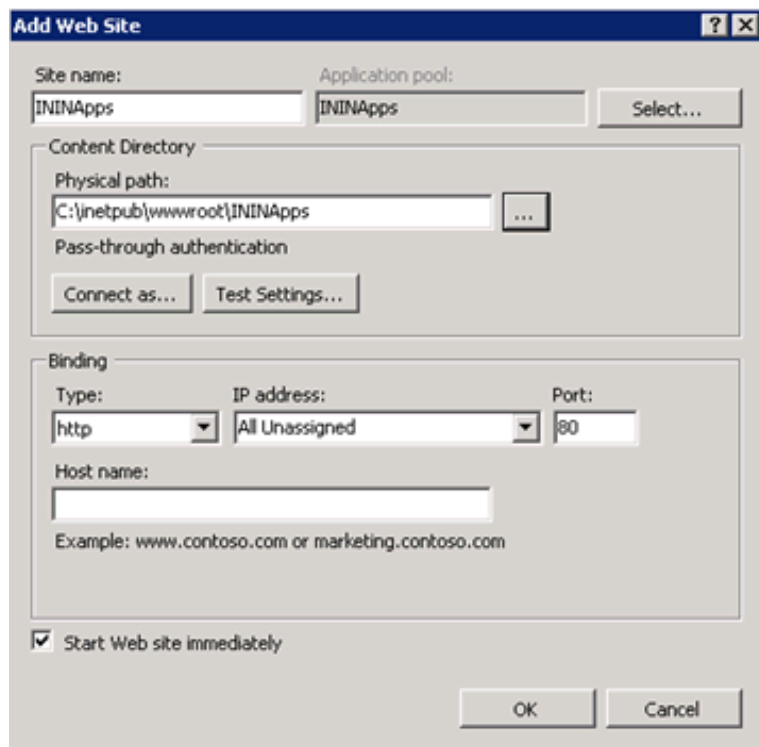 Add Web Site
Site name:
Application pool:
ININApps
ININApps
Select...
Content Directory
Physical path:
C:\inetpub\wwwroot\ININApps
...
Pass-through authentication
Connect as...
Test Settings...
Binding
Type:
IP address:
Port:
http
All Unassigned
80
Host name:
Example: www.contoso.com or marketing.contoso.com
Start Web site immediately
OK
Cancel